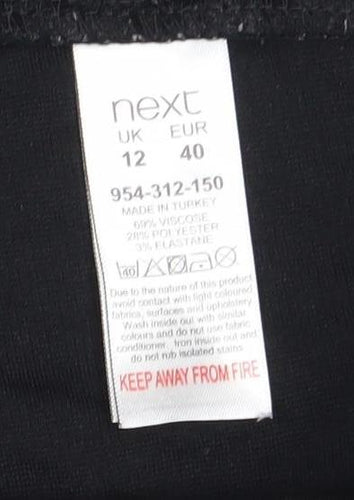 next
UK EUR
12 40
954-312-150
MADE IN TURKEY
69% VISCOSE
28% POLYESTER
3% ELASTANE
40
Due to the nature of this product
avoid contact with light coloured
fabrics, surfaces and upholstery
Wash inside out with similar
colours and do not use fabric
conditioner. Iron inside out and
do not rub isolated stains
KEEP AWAY FROM FIRE